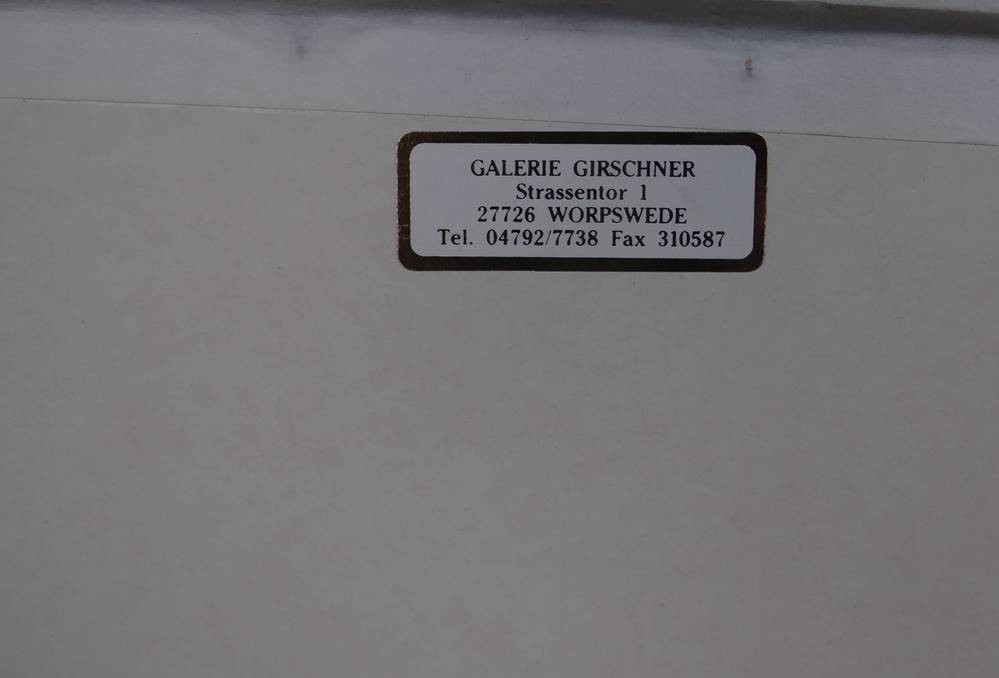 GALERIE GIRSCHNER
Strassentor 1
27726 WORPSWEDE
Tel. 04792/7738 Fax 310587